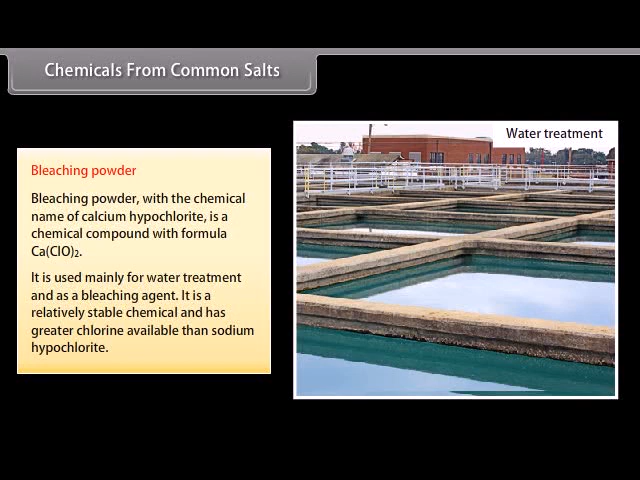 Chemicals From Common Salts
Water treatment
Bleaching powder
Bleaching powder, with the chemical
name of calcium hypochlorite, is a
chemical compound with formula
Ca(ClO)₂.
It is used mainly for water treatment
and as a bleaching agent. It is a
relatively stable chemical and has
greater chlorine available than sodium
hypochlorite.